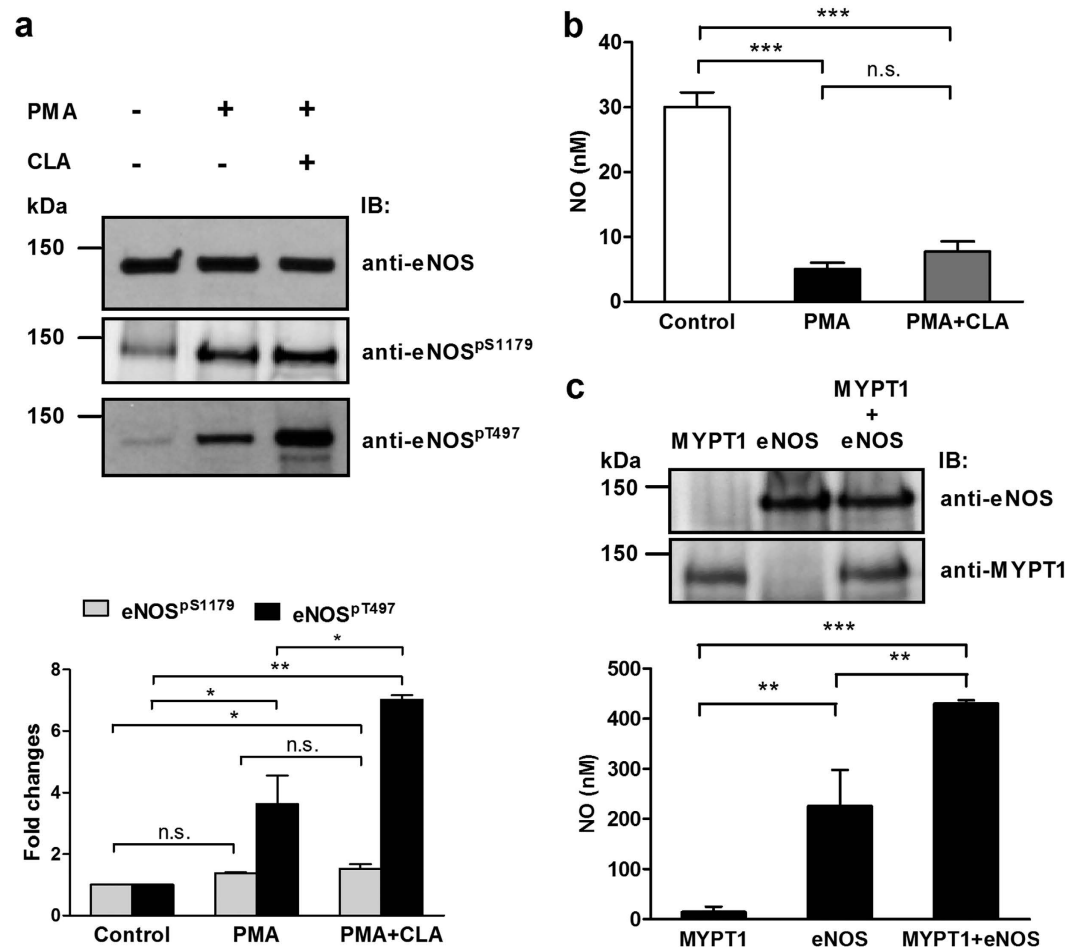 a
PMA - + +
CLA - - +
kDa IB:
150 anti-eNOS
150 anti-eNOSpS1179
150 anti-eNOSpT497
eNOSpS1179 eNOSpT497
*
**
*
*
n.s.
n.s.
Fold changes
8
6
4
2
0
Control PMA PMA+CLA
b
***
***
n.s.
NO (nM)
40
30
20
10
0
Control PMA PMA+CLA
c
MYPT1 eNOS MYPT1
+
eNOS
kDa IB:
150 anti-eNOS
150 anti-MYPT1
***
**
**
NO (nM)
500
400
300
200
100
0
MYPT1 eNOS MYPT1+eNOS